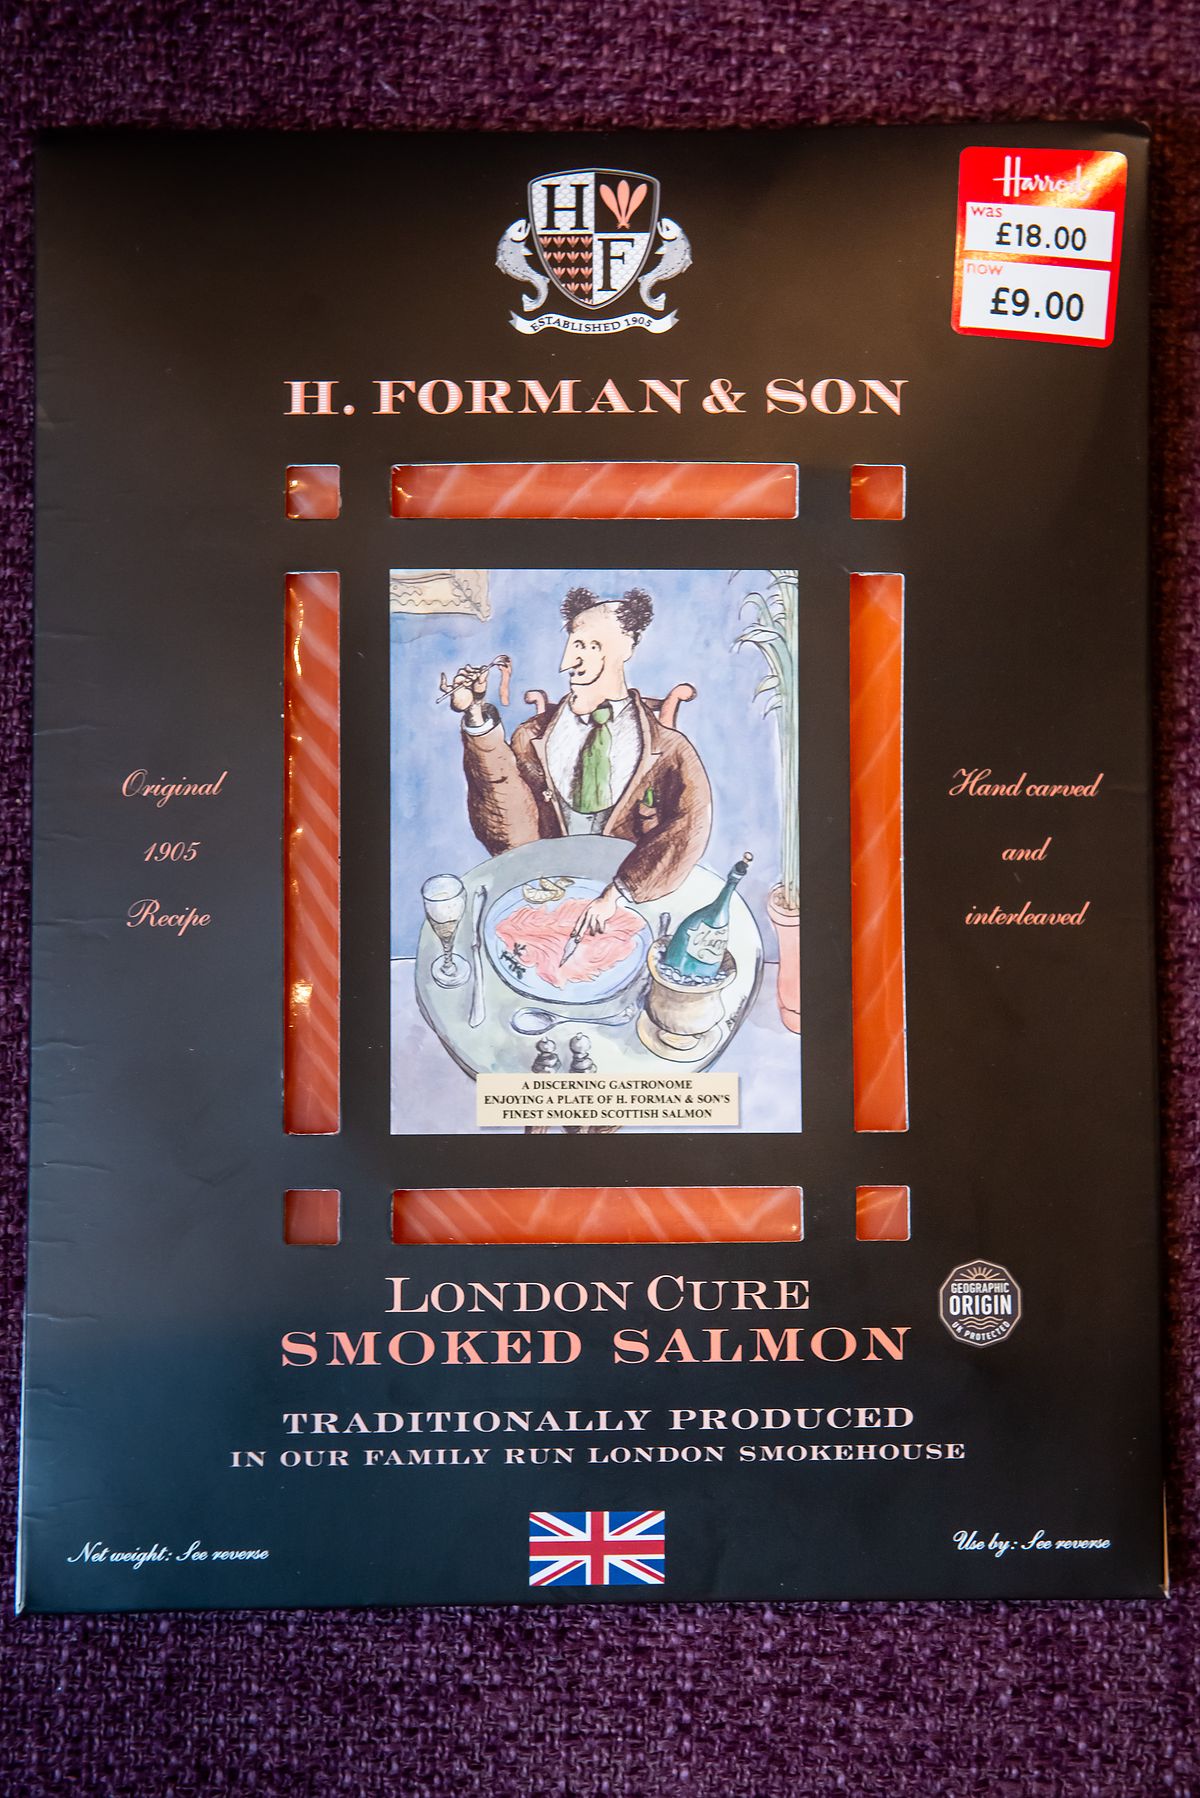 H
F
ESTABLISHED 1905
Harrods
was
£18.00
now
£9.00
H. FORMAN & SON
Original
1905
Recipe
Hand carved
and
interleaved
A DISCERNING GASTRONOME
ENJOYING A PLATE OF H. FORMAN & SON'S
FINEST SMOKED SCOTTISH SALMON
LONDON CURE
SMOKED SALMON
GEOGRAPHIC
ORIGIN
UK PROTECTED
TRADITIONALLY PRODUCED
IN OUR FAMILY RUN LONDON SMOKEHOUSE
Net weight: See reverse
Use by: See reverse